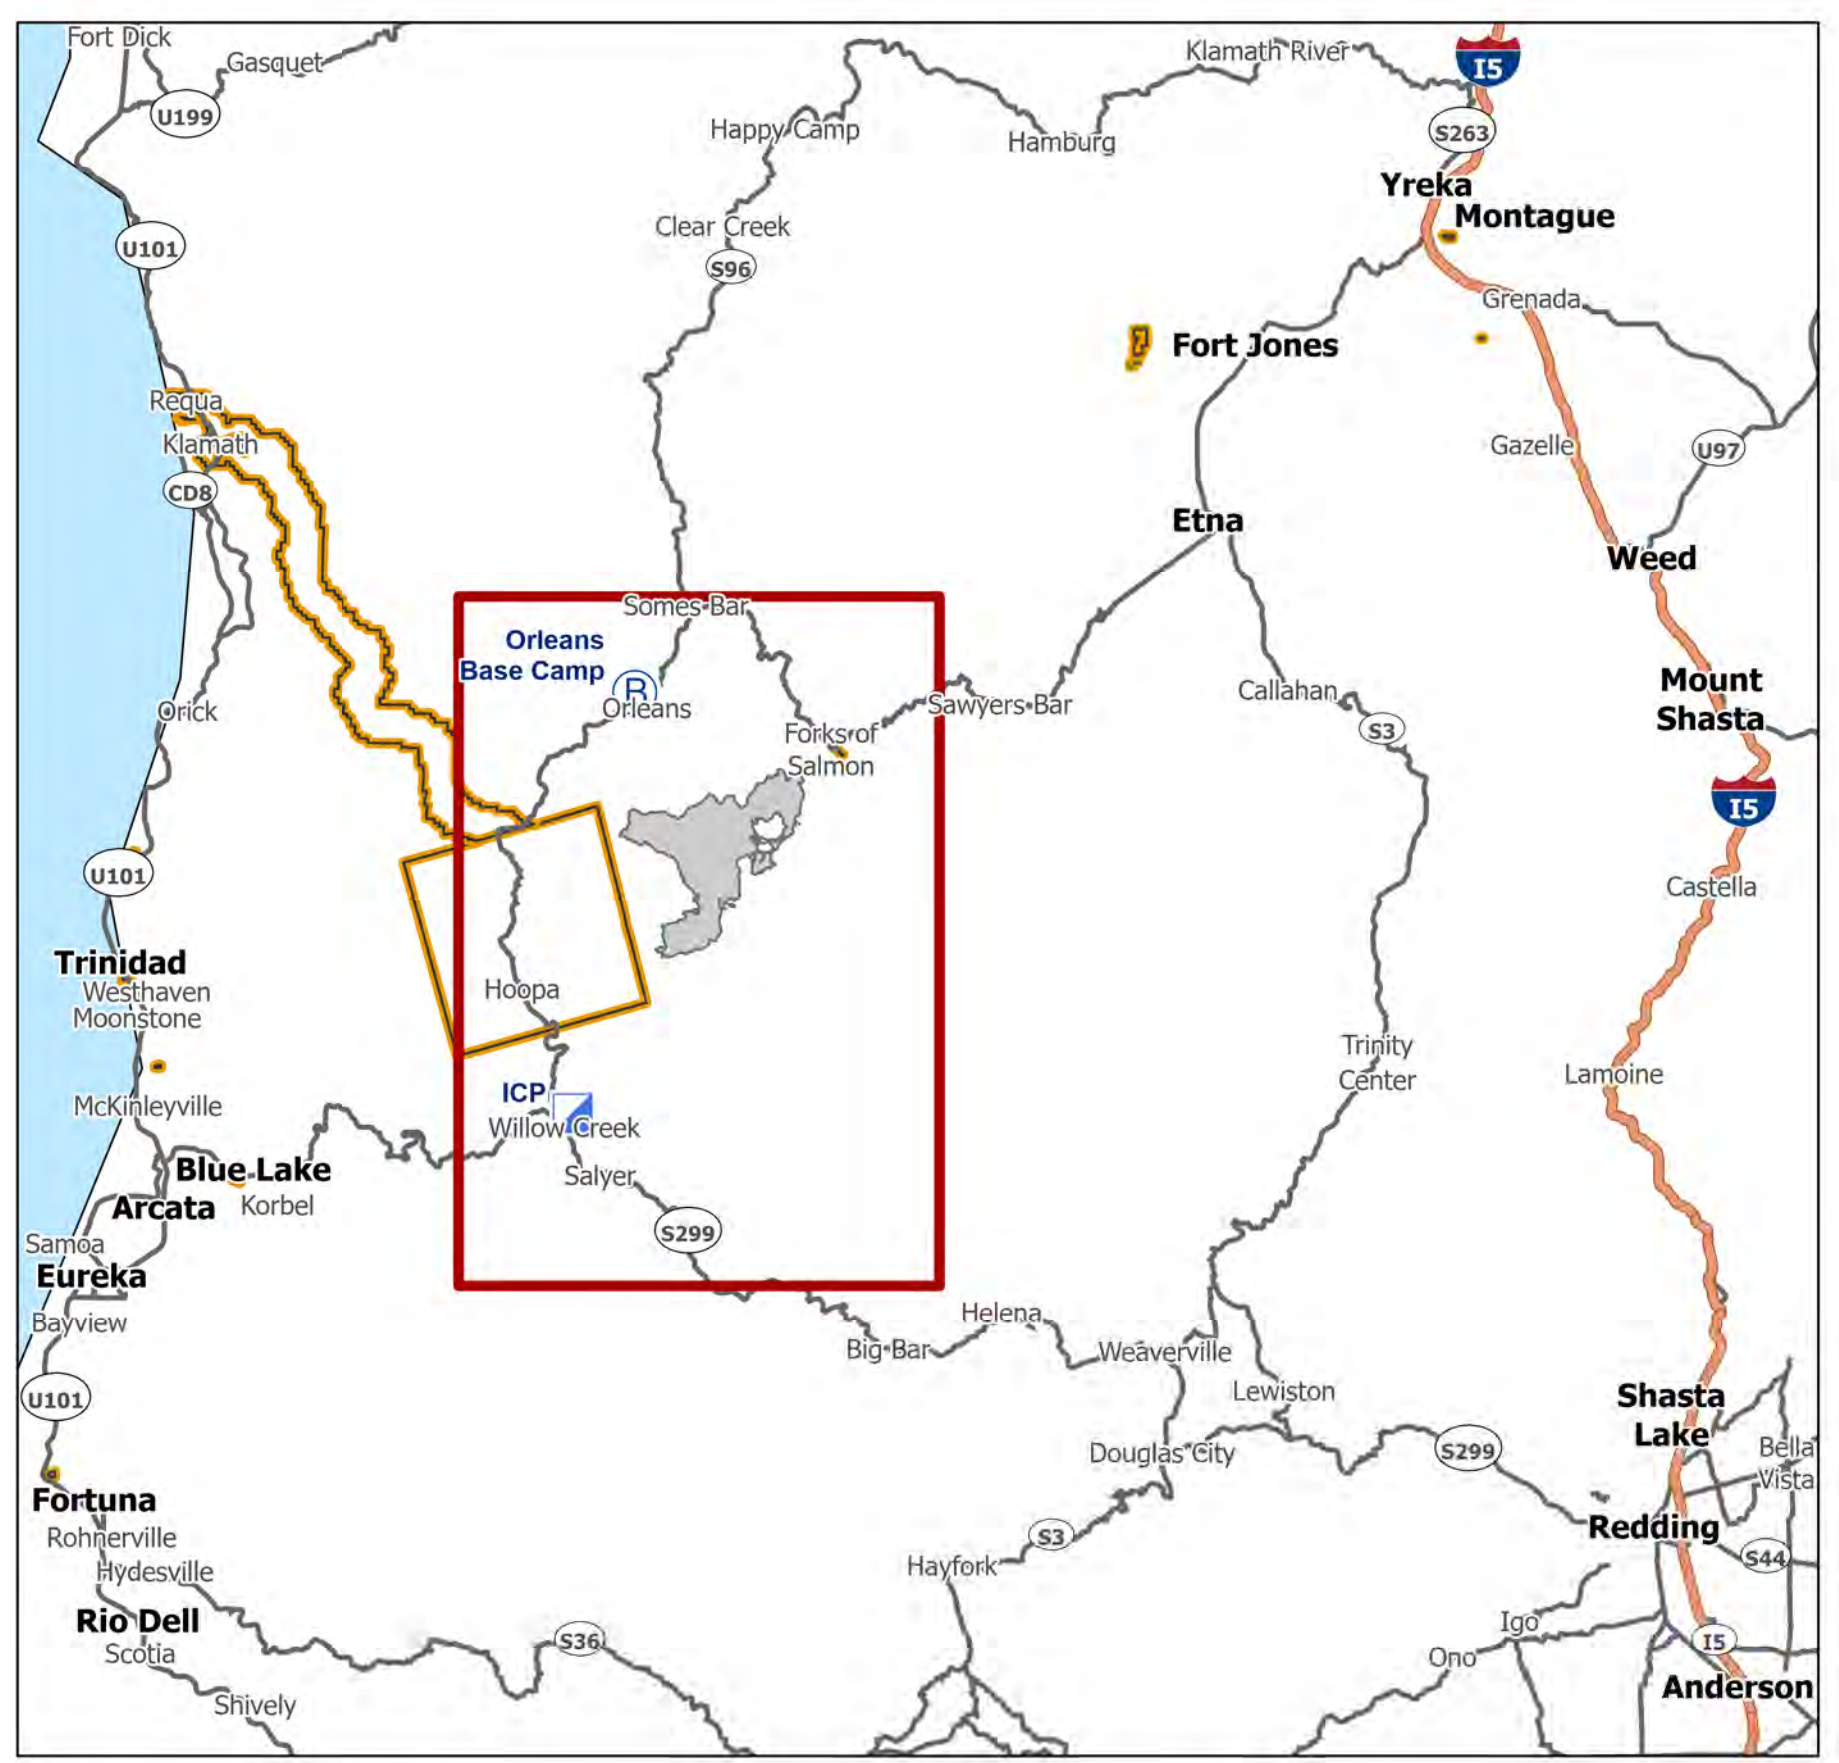 Fort Dick
Gasquet
U199
Klamath River
I5
S263
Happy Camp
Hamburg
Yreka
Montague
Clear Creek
U101
S96
Grenada
Fort Jones
Requa
Klamath
CD8
Gazelle
U97
Etna
Weed
Somes Bar
Orleans
Base Camp
B
Orleans
Orick
Sawyers Bar
Callahan
S3
Mount
Shasta
Forks of
Salmon
I5
U101
Castella
Trinidad
Westhaven
Moonstone
Hoopa
Trinity
Center
Lamoine
McKinleyville
ICP
Willow Creek
Blue Lake
Arcata
Korbel
Salyer
S299
Samoa
Eureka
Bayview
Helena
Big Bar
Weaverville
Lewiston
U101
Shasta
Lake
Douglas City
S299
Bella
Vista
Fortuna
Rohnerville
Hydesville
Redding
S44
S3
Hayfork
Rio Dell
Scotia
S36
Igo
I5
Ono
Anderson
Shively